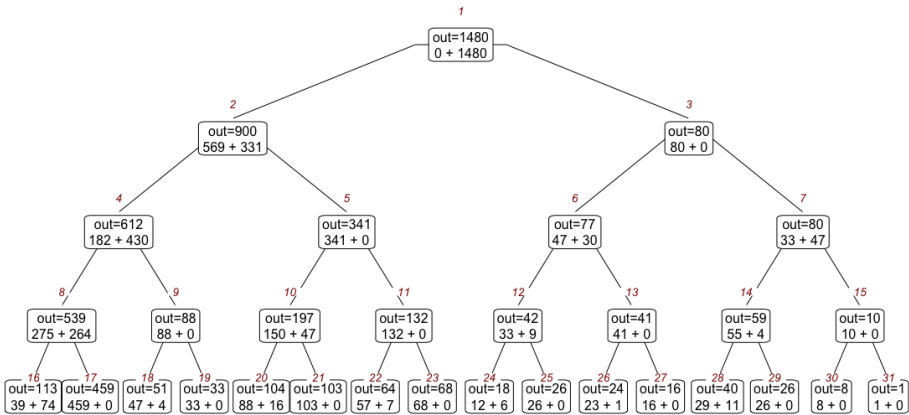 1
out=1480
0 + 1480
2
3
out=900
569 + 331
out=80
80 + 0
4
5
6
7
out=612
182 + 430
out=341
341 + 0
out=77
47 + 30
out=80
33 + 47
8
9
10
11
12
13
14
15
out=539
275 + 264
out=88
88 + 0
out=197
150 + 47
out=132
132 + 0
out=42
33 + 9
out=41
41 + 0
out=59
55 + 4
out=10
10 + 0
16
17
18
19
20
21
22
23
24
25
26
27
28
29
30
31
out=113
39 + 74
out=459
459 + 0
out=51
47 + 4
out=33
33 + 0
out=104
88 + 16
out=103
103 + 0
out=64
57 + 7
out=68
68 + 0
out=18
12 + 6
out=26
26 + 0
out=24
23 + 1
out=16
16 + 0
out=40
29 + 11
out=26
26 + 0
out=8
8 + 0
out=1
1 + 0